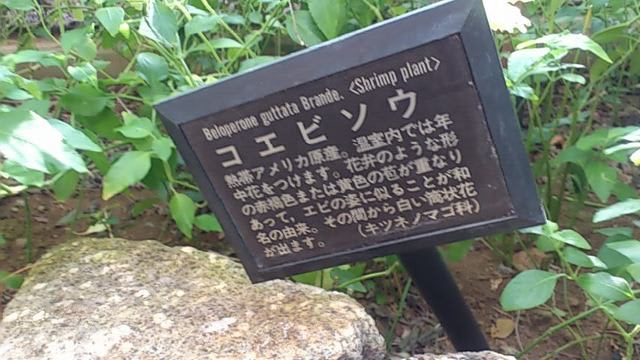 Beloperone guttata Brande. <Shrimp plant>
コエビソウ
熱帯アメリカ原産。温室内では年
中花をつけます。花弁のような形
の赤褐色または黄色の苞が重なり
あって、エビの姿に似ることが和
名の由来。その間から白い唇状花
が出ます。 (キツネノマゴ科)